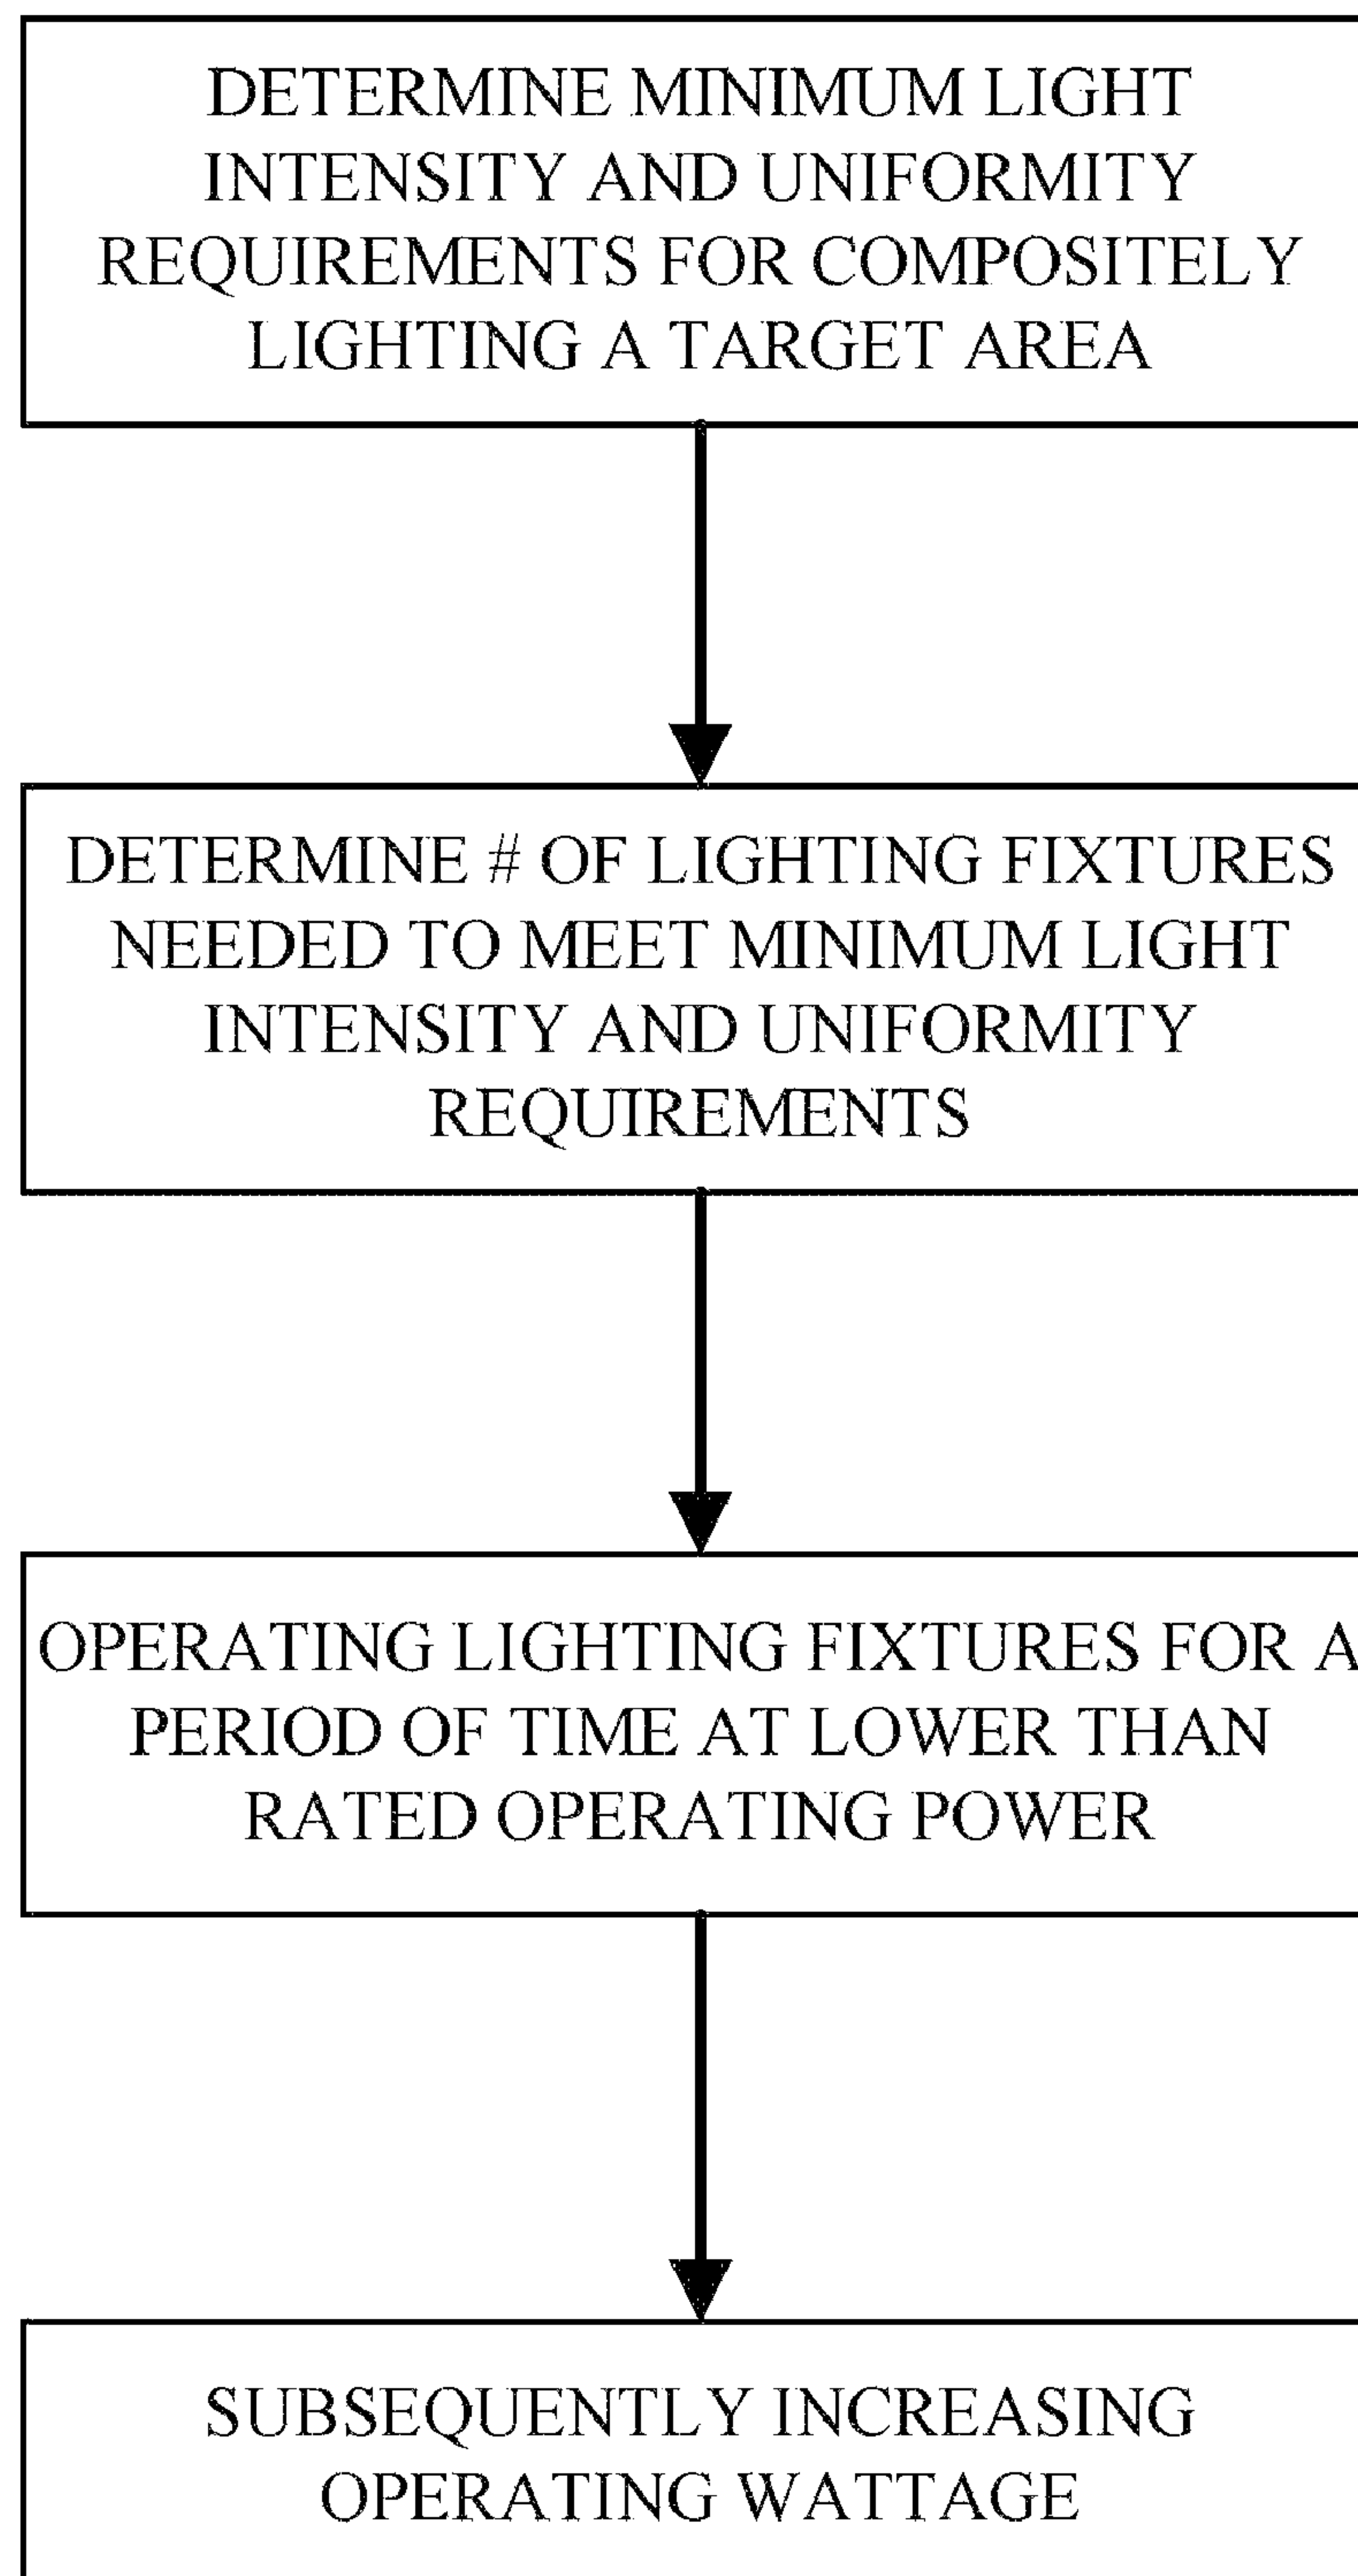 DETERMINE MINIMUM LIGHT
INTENSITY AND UNIFORMITY
REQUIREMENTS FOR COMPOSITELY
LIGHTING A TARGET AREA
DETERMINE # OF LIGHTING FIXTURES
NEEDED TO MEET MINIMUM LIGHT
INTENSITY AND UNIFORMITY
REQUIREMENTS
OPERATING LIGHTING FIXTURES FOR A
PERIOD OF TIME AT LOWER THAN
RATED OPERATING POWER
SUBSEQUENTLY INCREASING
OPERATING WATTAGE